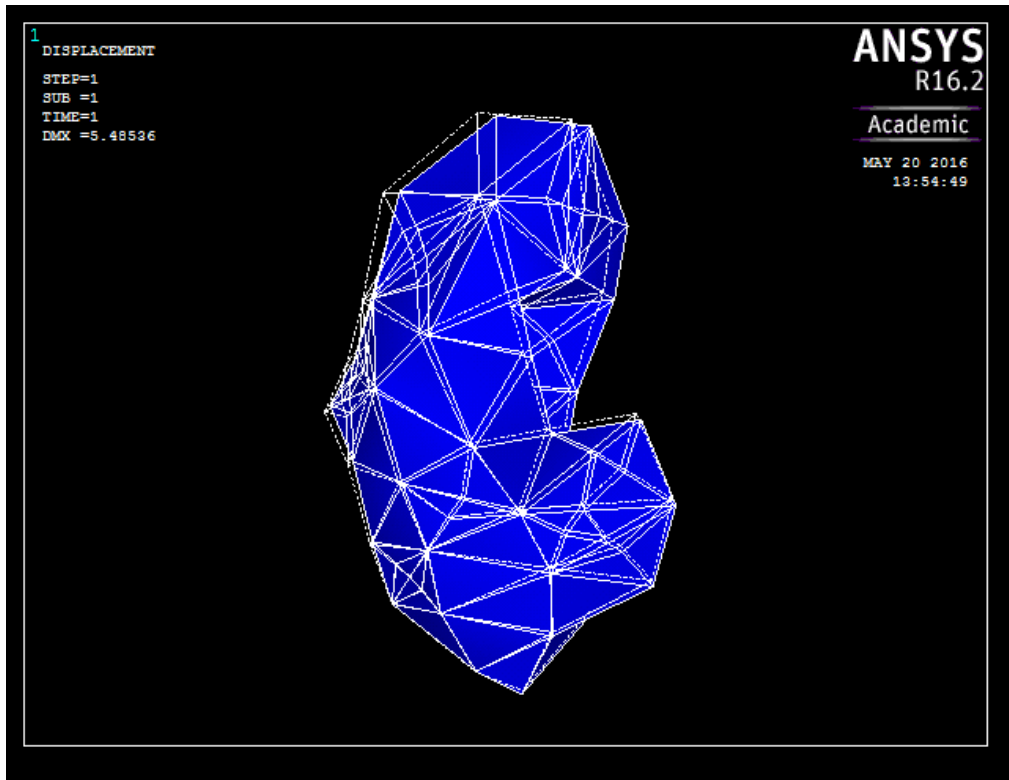 1
DISPLACEMENT
STEP=1
SUB =1
TIME=1
DMX =5.48536
ANSYS
R16.2
Academic
MAY 20 2016
13:54:49